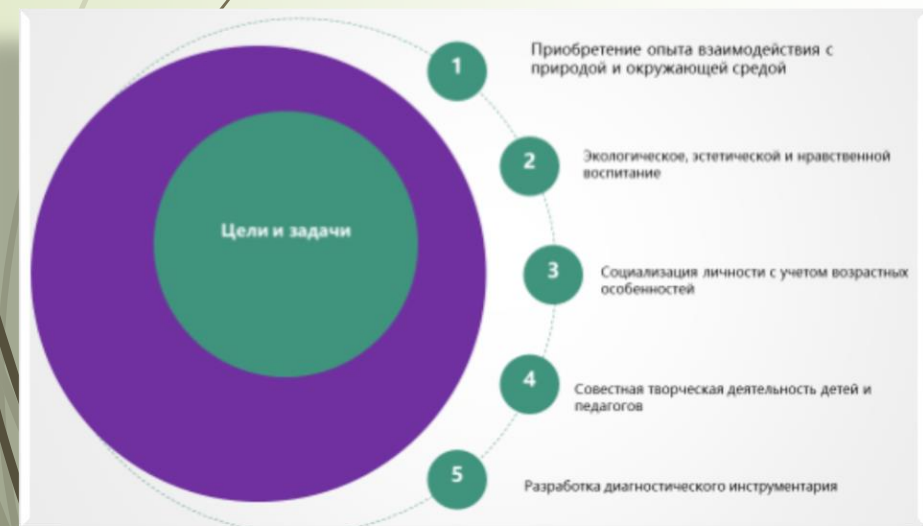 Цели и задачи
1
Приобретение опыта взаимодействия с
природой и окружающей средой
2
Экологическое, эстетической и нравственной
воспитание
3
Социализация личности с учетом возрастных
особенностей
4
Совестная творческая деятельность детей и
педагогов
5
Разработка диагностического инструментария